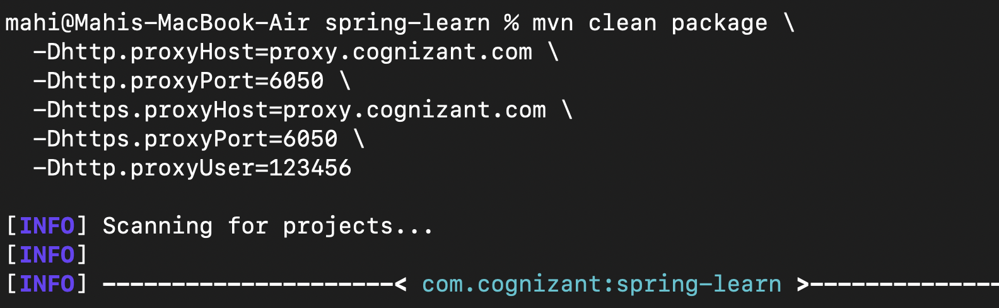 mahi@Mahis-MacBook-Air spring-learn % mvn clean package \
-Dhttp.proxyHost=proxy.cognizant.com \
-Dhttp.proxyPort=6050 \
-Dhttps.proxyHost=proxy.cognizant.com \
-Dhttps.proxyPort=6050 \
-Dhttp.proxyUser=123456
[INFO] Scanning for projects...
[INFO]
[INFO] ---------------------< com.cognizant:spring-learn >--------------